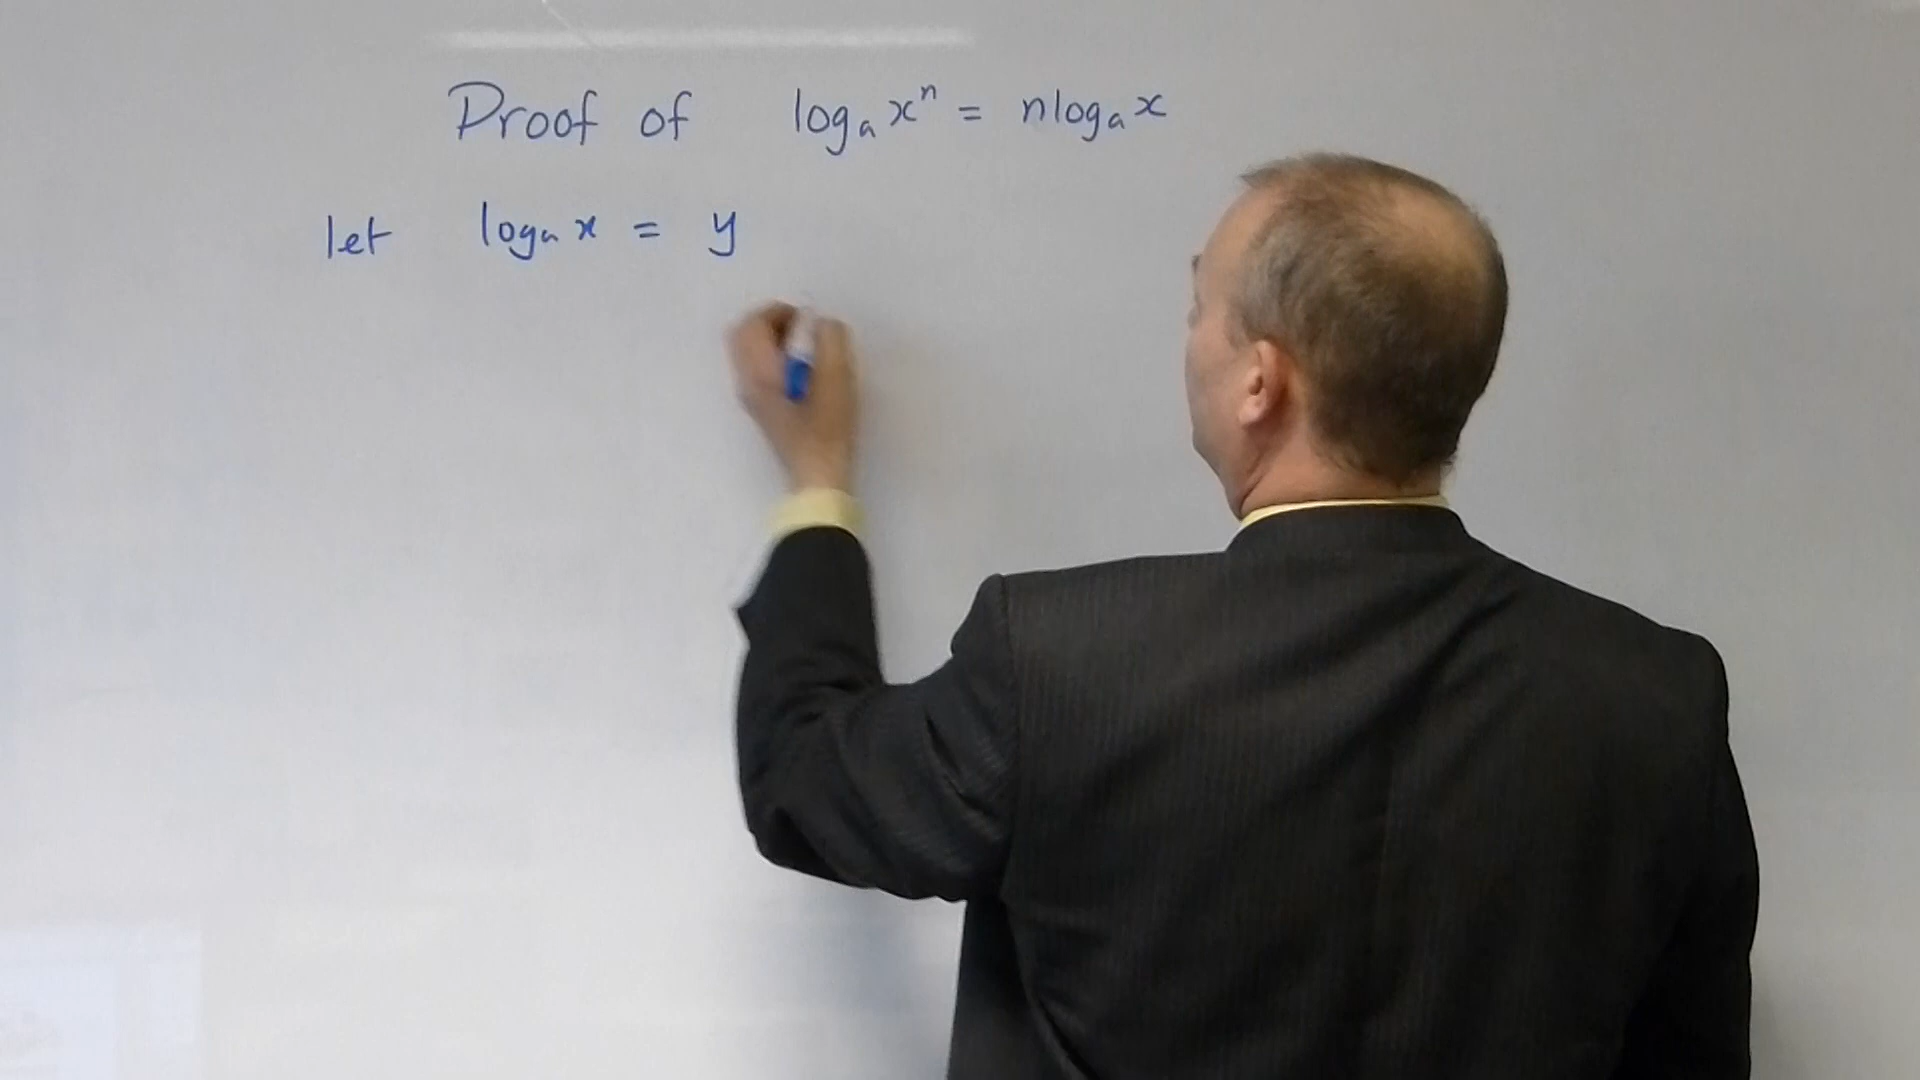 Proof of logₐ xⁿ = n logₐ x
let logₐ x = y